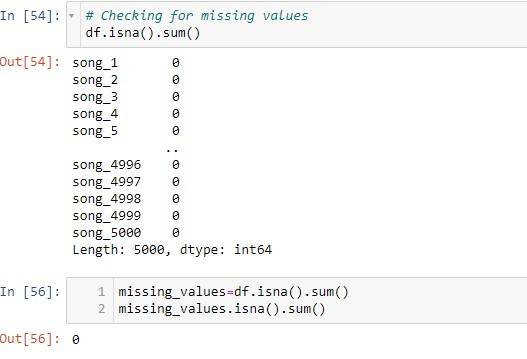 In [54]: # Checking for missing values
df.isna().sum()
Out[54]: song_1 0
song_2 0
song_3 0
song_4 0
song_5 0
..
song_4996 0
song_4997 0
song_4998 0
song_4999 0
song_5000 0
Length: 5000, dtype: int64
In [56]: 1 missing_values=df.isna().sum()
2 missing_values.isna().sum()
Out[56]: 0